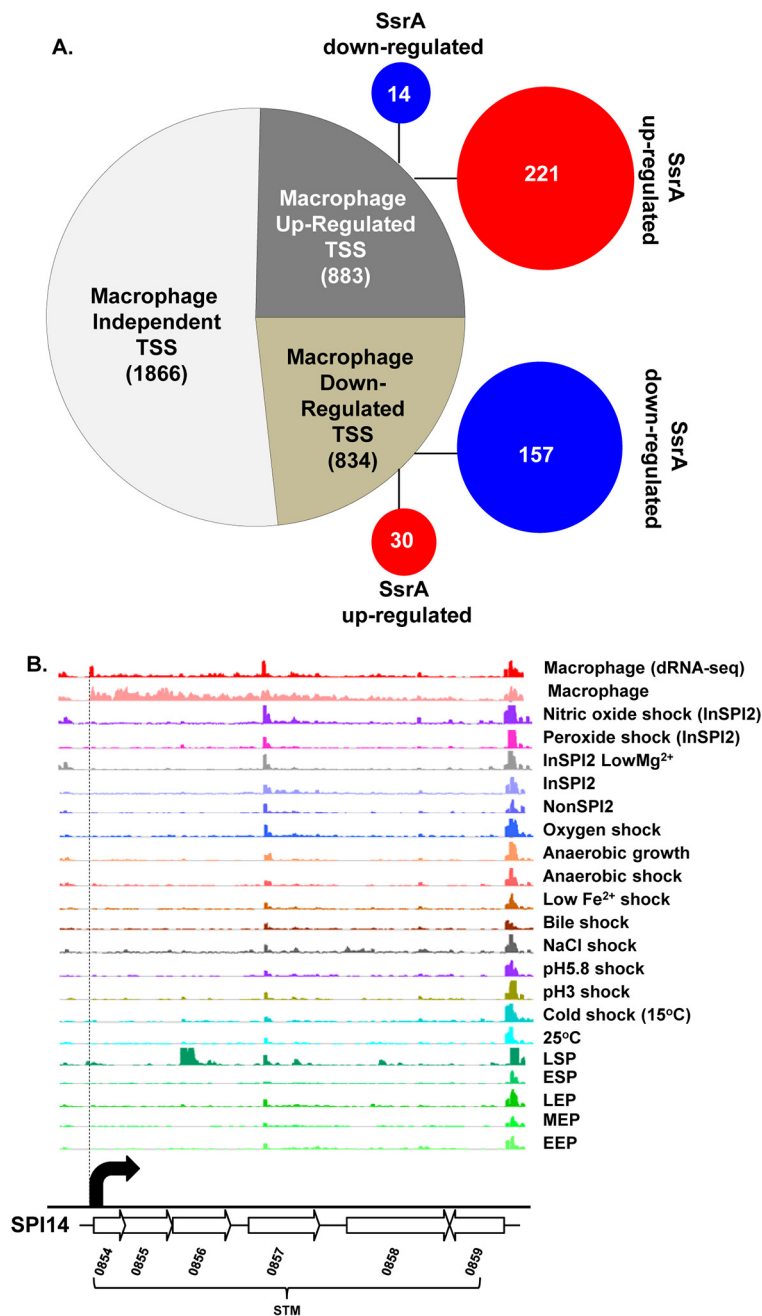 A.
SsrA
down-regulated
14
221
SsrA
up-regulated
Macrophage
Up-Regulated
TSS
(883)
Macrophage
Independent
TSS
(1866)
Macrophage
Down-
Regulated
TSS
(834)
157
SsrA
down-regulated
30
SsrA
up-regulated
B.
Macrophage (dRNA-seq)
Macrophage
Nitric oxide shock (InSPI2)
Peroxide shock (InSPI2)
InSPI2 LowMg2+
InSPI2
NonSPI2
Oxygen shock
Anaerobic growth
Anaerobic shock
Low Fe2+ shock
Bile shock
NaCl shock
pH5.8 shock
pH3 shock
Cold shock (15ºC)
25ºC
LSP
ESP
LEP
MEP
EEP
SPI14
0854
0855
0856
0857
0858
0859
STM